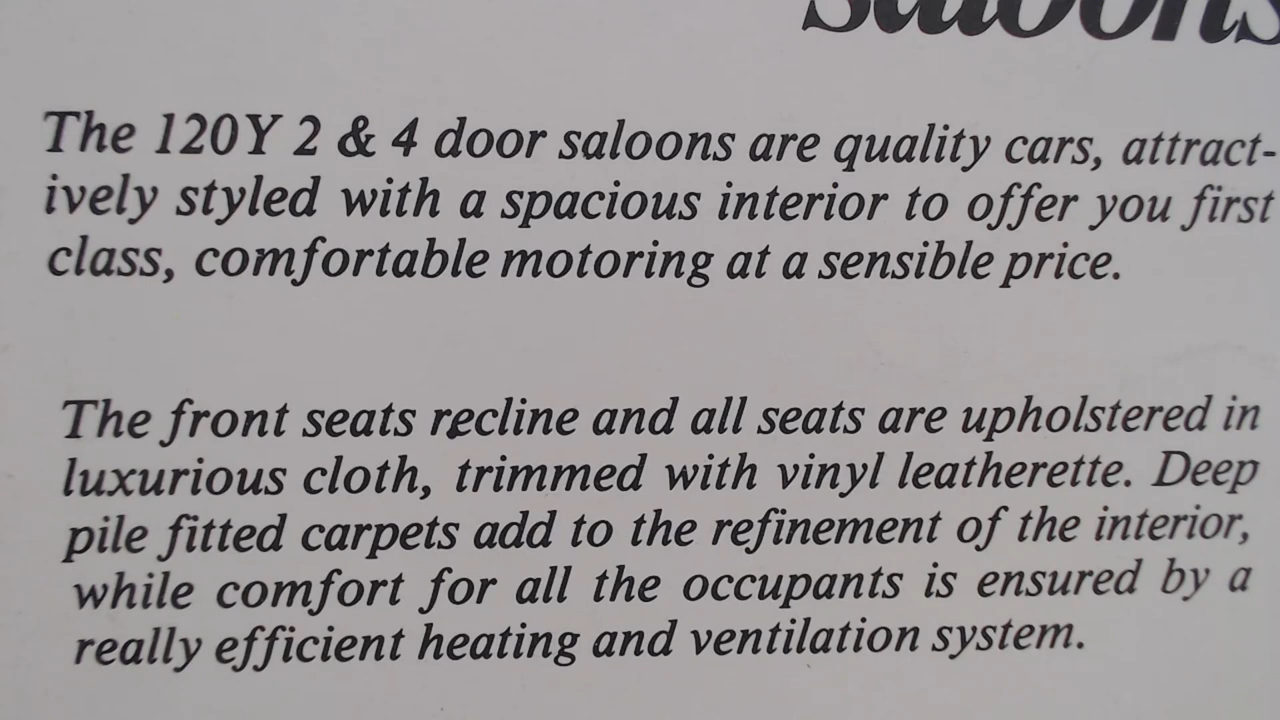 saloons
The 120Y 2 & 4 door saloons are quality cars, attract-
ively styled with a spacious interior to offer you first
class, comfortable motoring at a sensible price.
The front seats recline and all seats are upholstered in
luxurious cloth, trimmed with vinyl leatherette. Deep
pile fitted carpets add to the refinement of the interior,
while comfort for all the occupants is ensured by a
really efficient heating and ventilation system.